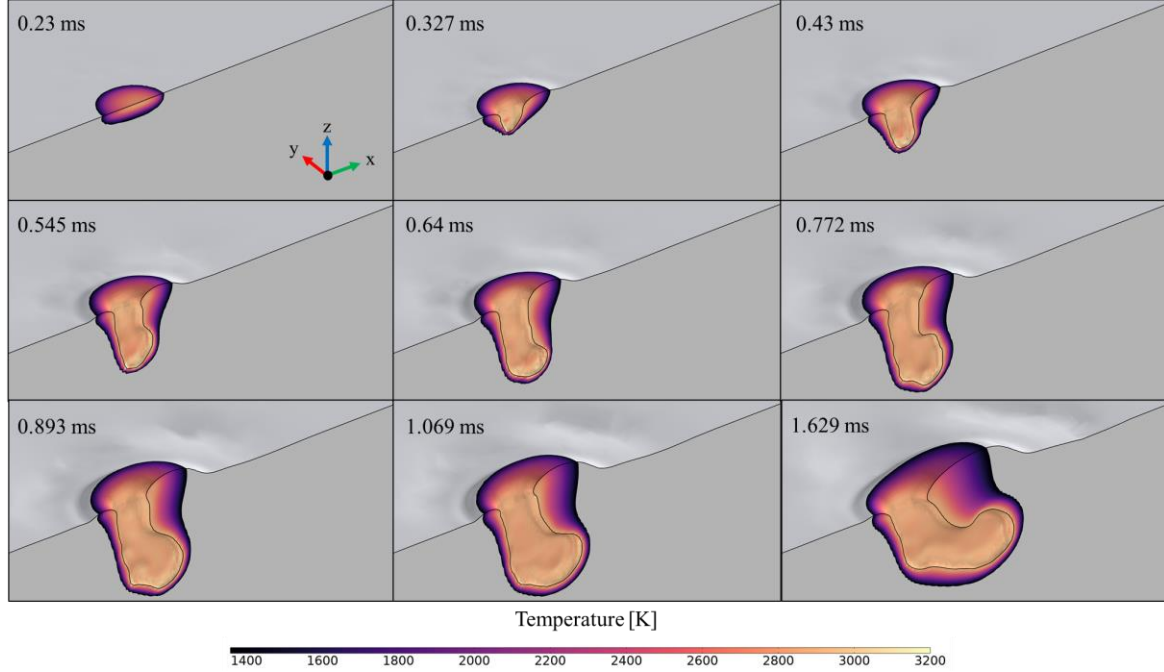 0.23 ms
0.327 ms
0.43 ms
z
y
x
0.545 ms
0.64 ms
0.772 ms
0.893 ms
1.069 ms
1.629 ms
Temperature [K]
1400 1600 1800 2000 2200 2400 2600 2800 3000 3200